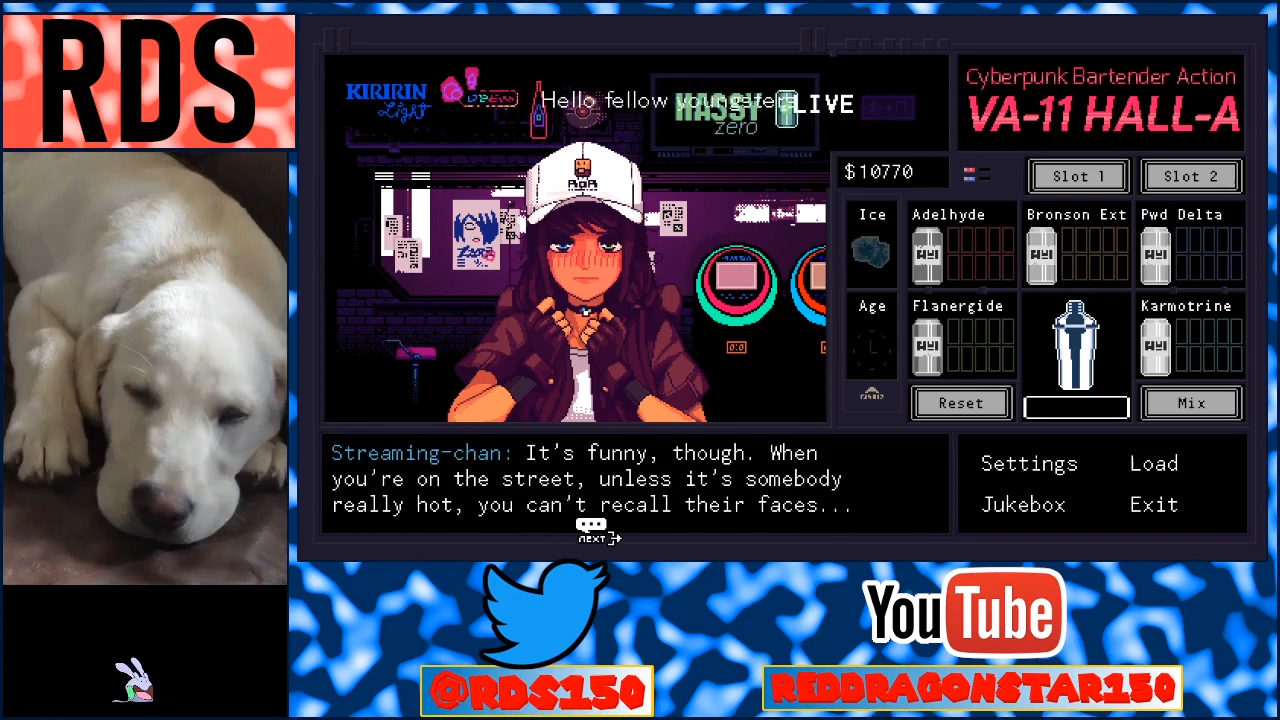 RDS
KIRIRIN
Light
Hello fellow youngsters
LIVE
MASSY
zero
Cyberpunk Bartender Action
VA-11 HALL-A
$10770
Slot 1
Slot 2
Ice
Adelhyde
Bronson Ext
Pwd Delta
Age
Flanergide
Karmotrine
Reset
Mix
Streaming-chan: It's funny, though. When
you're on the street, unless it's somebody
really hot, you can't recall their faces...
NEXT
Settings
Load
Jukebox
Exit
YouTube
@RDS150
REDDRAGONSTAR150